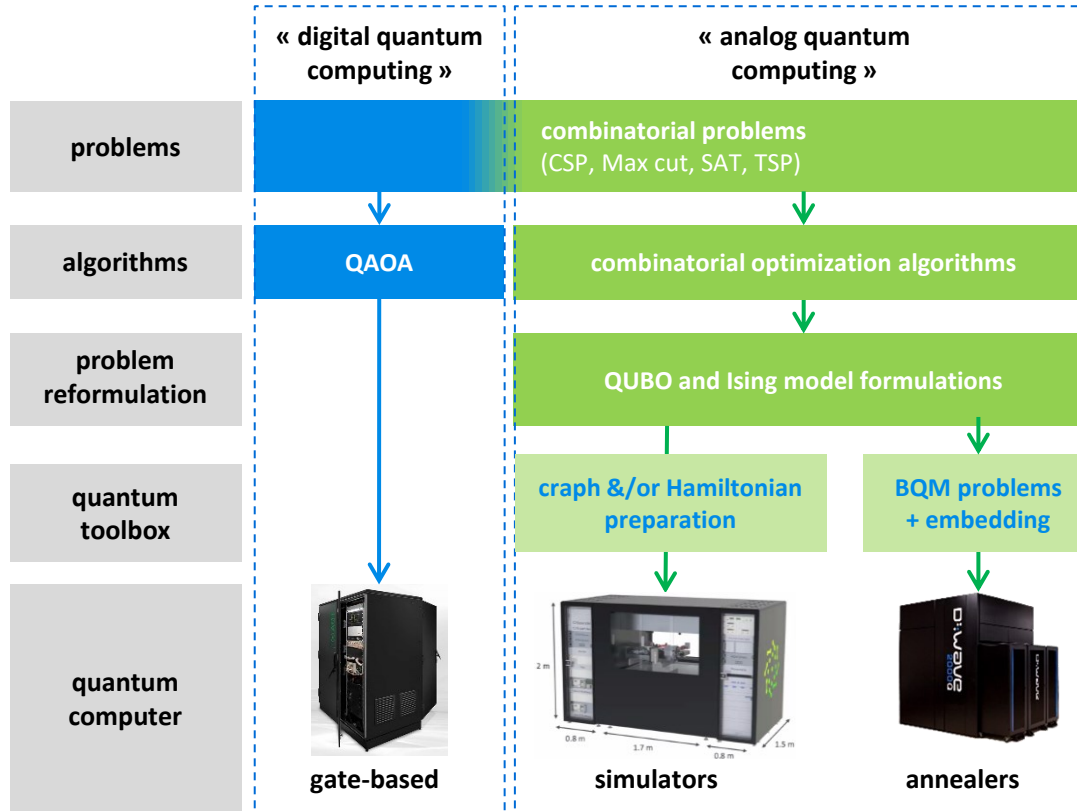 « digital quantum
computing »
« analog quantum
computing »
problems
combinatorial problems
(CSP, Max cut, SAT, TSP)
algorithms
QAOA
combinatorial optimization algorithms
problem
reformulation
QUBO and Ising model formulations
quantum
toolbox
craph &/or Hamiltonian
preparation
BQM problems
+ embedding
quantum
computer
2 m
0.8 m
1.7 m
0.8 m
1.5 m
D:wave
2000Q
gate-based
simulators
annealers